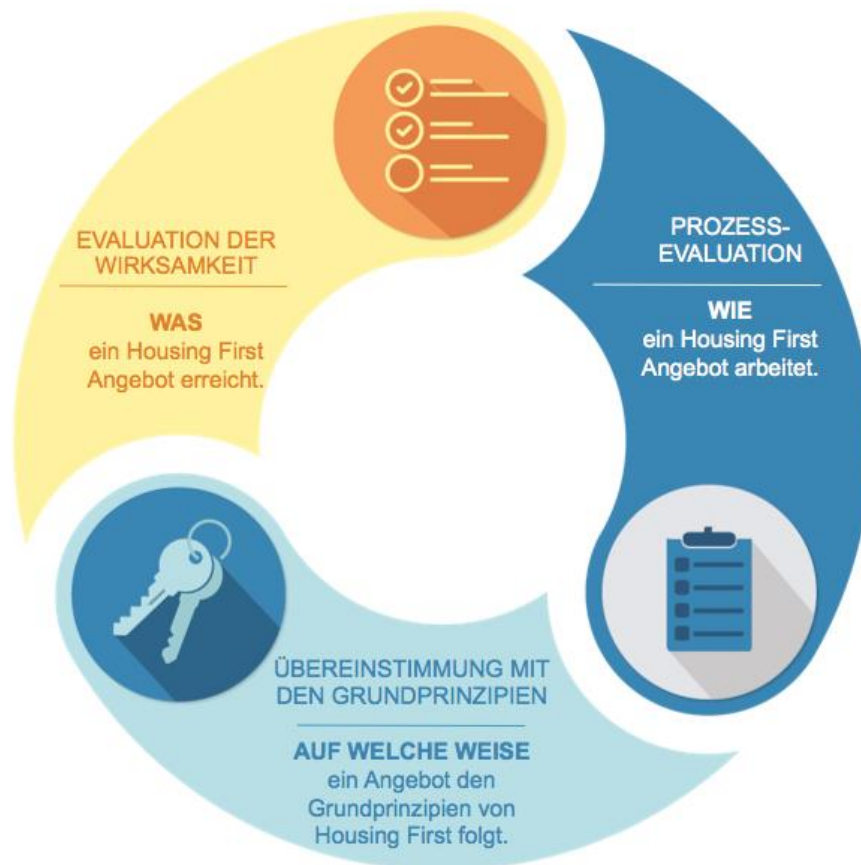 EVALUATION DER
WIRKSAMKEIT
WAS
ein Housing First
Angebot erreicht.
PROZESS-
EVALUATION
WIE
ein Housing First
Angebot arbeitet.
ÜBEREINSTIMMUNG MIT
DEN GRUNDPRINZIPIEN
AUF WELCHE WEISE
ein Angebot den
Grundprinzipien von
Housing First folgt.